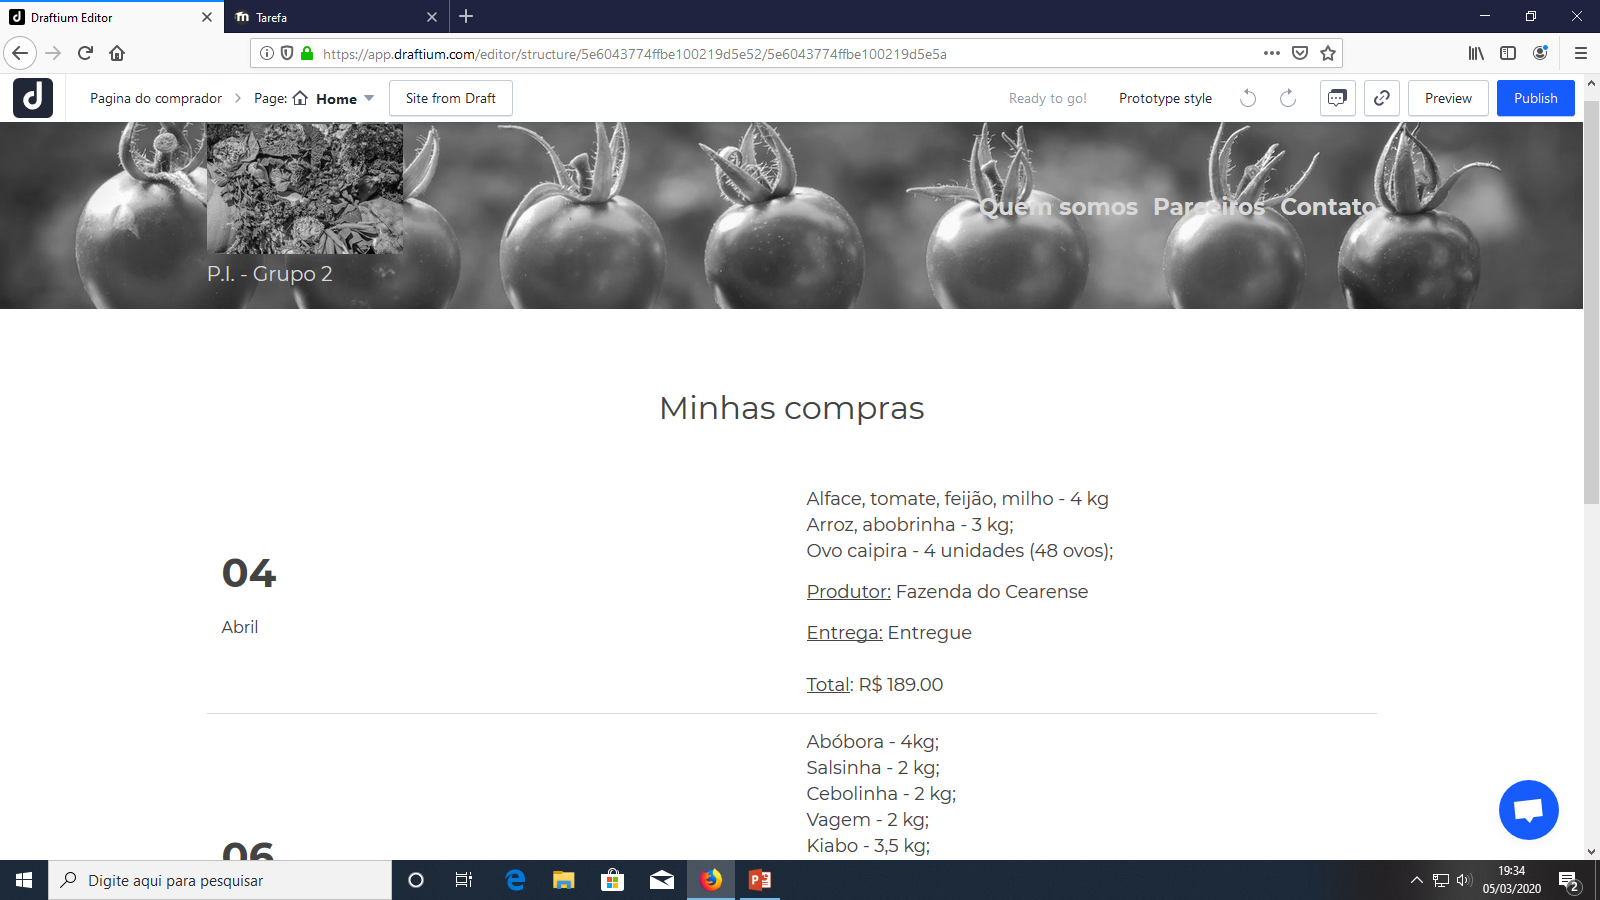 Draftium Editor
Tarefa
https://app.draftium.com/editor/structure/5e6043774ffbe100219d5e52/5e6043774ffbe100219d5e5a
Pagina do comprador
Page: Home
Site from Draft
Ready to go!
Prototype style
Preview
Publish
Quem somos Parceiros Contato
P.I. - Grupo 2
Minhas compras
04
Abril
Alface, tomate, feijão, milho - 4 kg
Arroz, abobrinha - 3 kg;
Ovo caipira - 4 unidades (48 ovos);
Produtor: Fazenda do Cearense
Entrega: Entregue
Total: R$ 189.00
06
Abóbora - 4kg;
Salsinha - 2 kg;
Cebolinha - 2 kg;
Vagem - 2 kg;
Kiabo - 3,5 kg;
Digite aqui para pesquisar
19:34
05/03/2020
2